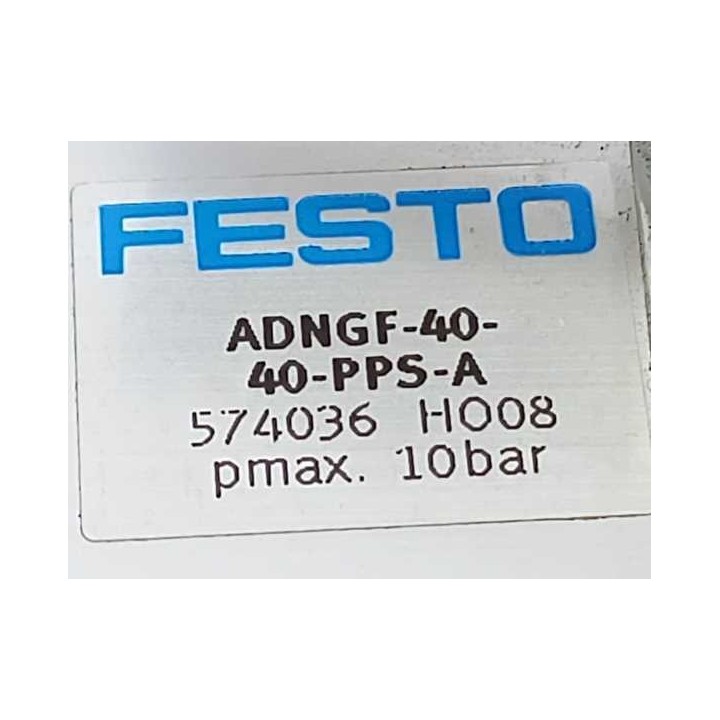 FESTO
ADNGF-40-
40-PPS-A
574036 H008
pmax. 10bar